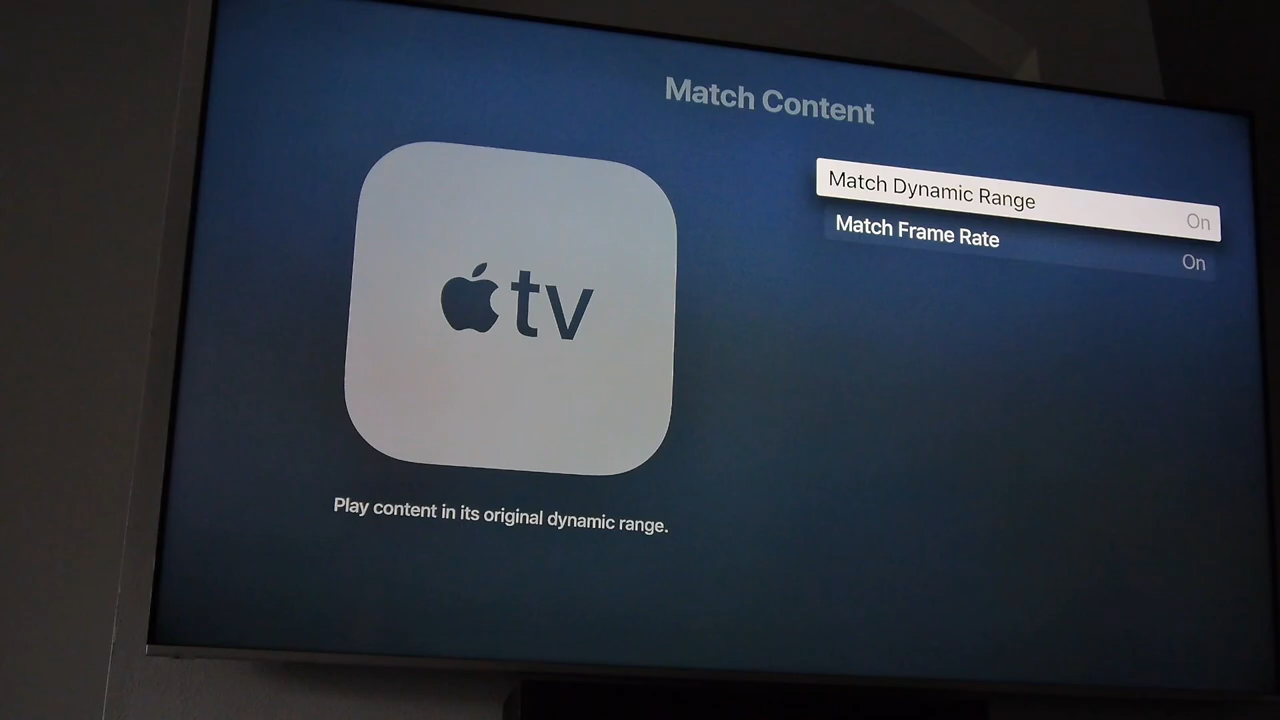 Match Content
Match Dynamic Range On
Match Frame Rate On
tv
Play content in its original dynamic range.